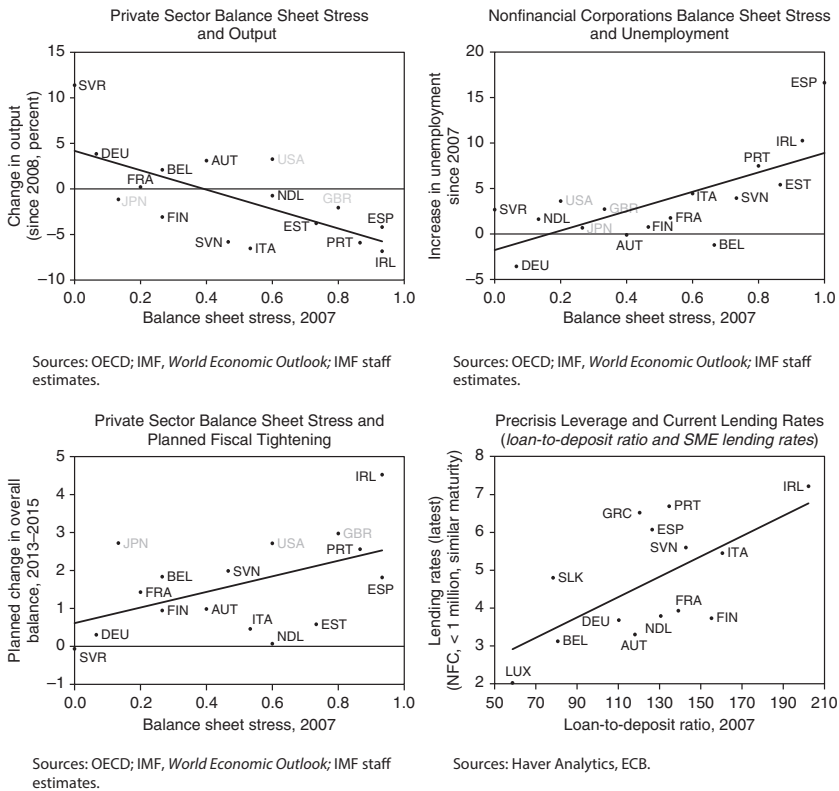 Private Sector Balance Sheet Stress
and Output
15
10
5
0
–5
–10
Change in output
(since 2008, percent)
SVR
DEU
BEL
FRA
JPN
FIN
AUT
USA
NDL
GBR
SVN
ITA
EST
PRT
ESP
IRL
0.0 0.2 0.4 0.6 0.8 1.0
Balance sheet stress, 2007
Sources: OECD; IMF, World Economic Outlook; IMF staff
estimates.
Nonfinancial Corporations Balance Sheet Stress
and Unemployment
20
15
10
5
0
–5
Increase in unemployment
since 2007
ESP
IRL
PRT
EST
SVN
ITA
USA
GBR
SVR
NDL
JPN
FRA
FIN
AUT
BEL
DEU
0.0 0.2 0.4 0.6 0.8 1.0
Balance sheet stress, 2007
Sources: OECD; IMF, World Economic Outlook; IMF staff
estimates.
Private Sector Balance Sheet Stress and
Planned Fiscal Tightening
5
4
3
2
1
0
–1
Planned change in overall
balance, 2013–2015
IRL
JPN
USA
GBR
PRT
BEL
SVN
ESP
FRA
FIN
AUT
ITA
EST
DEU
NDL
SVR
0.0 0.2 0.4 0.6 0.8 1.0
Balance sheet stress, 2007
Sources: OECD; IMF, World Economic Outlook; IMF staff
estimates.
Precrisis Leverage and Current Lending Rates
(loan-to-deposit ratio and SME lending rates)
8
7
6
5
4
3
2
Lending rates (latest)
(NFC, < 1 million, similar maturity)
IRL
PRT
GRC
ESP
SVN
ITA
SLK
FRA
DEU
NDL
FIN
AUT
BEL
LUX
50 70 90 110 130 150 170 190 210
Loan-to-deposit ratio, 2007
Sources: Haver Analytics, ECB.